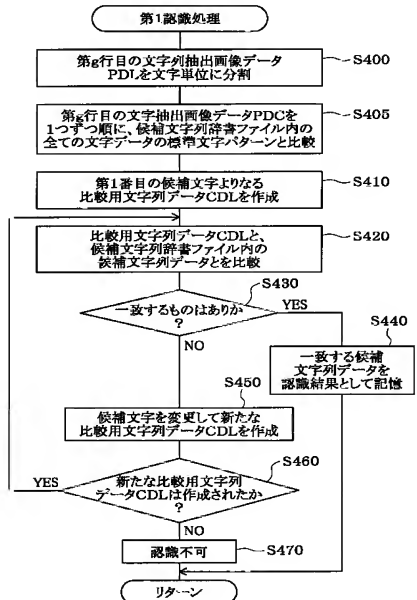 第1認識処理
第g行目の文字列抽出画像データ
PDLを文字単位に分割
S400
第g行目の文字抽出画像データPDCを
1つずつ順に、候補文字列辞書ファイル内の
全ての文字データの標準文字パターンと比較
S405
第1番目の候補文字よりなる
比較用文字列データCDLを作成
S410
比較用文字列データCDLと、
候補文字列辞書ファイル内の
候補文字列データとを比較
S420
S430
一致するものはありか
?
YES
NO
S440
一致する候補
文字列データを
認識結果として記憶
S450
候補文字を変更して新たな
比較用文字列データCDLを作成
S460
YES
新たな比較用文字列
データCDLは作成されたか
?
NO
認識不可
S470
リターン